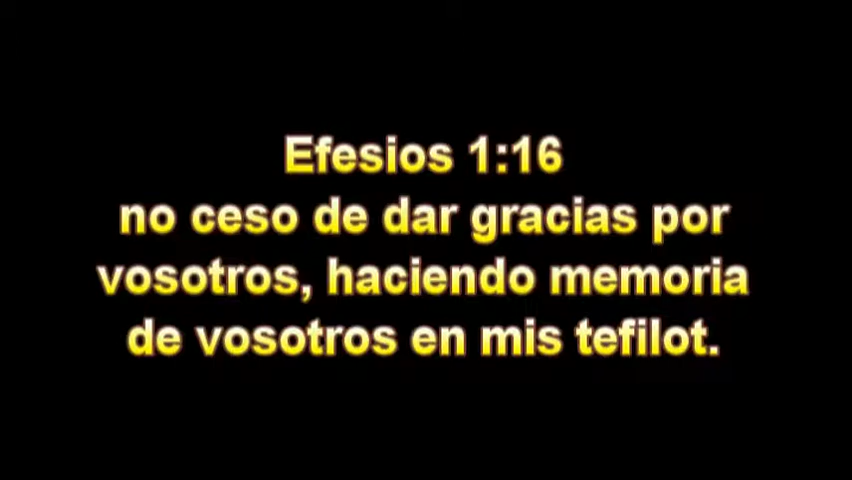 Efesios 1:16
no ceso de dar gracias por
vosotros, haciendo memoria
de vosotros en mis tefilot.